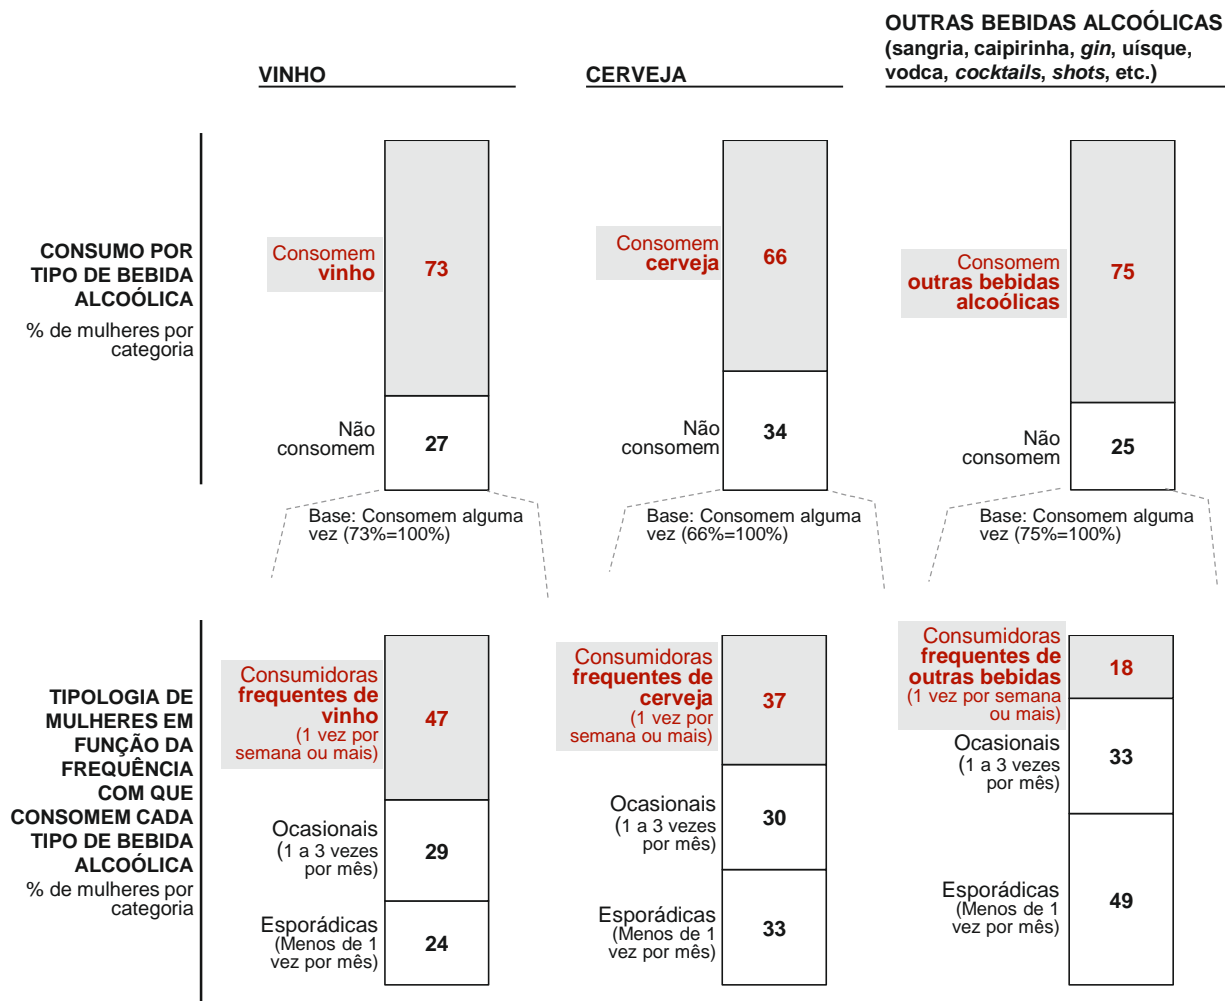 OUTRAS BEBIDAS ALCOÓLICAS
(sangria, caipirinha, gin, uísque,
vodca, cocktails, shots, etc.)
VINHO
CERVEJA
CONSUMO POR
TIPO DE BEBIDA
ALCOÓLICA
% de mulheres por
categoria
Consomem
vinho
73
Não
consomem
27
Consomem
cerveja
66
Não
consomem
34
Consomem
outras bebidas
alcoólicas
75
Não
consomem
25
Base: Consomem alguma
vez (73%=100%)
Base: Consomem alguma
vez (66%=100%)
Base: Consomem alguma
vez (75%=100%)
TIPOLOGIA DE
MULHERES EM
FUNÇÃO DA
FREQUÊNCIA
COM QUE
CONSOMEM CADA
TIPO DE BEBIDA
ALCOÓLICA
% de mulheres por
categoria
Consumidoras
frequentes de
vinho
(1 vez por
semana ou mais)
47
Ocasionais
(1 a 3 vezes
por mês)
29
Esporádicas
(Menos de 1
vez por mês)
24
Consumidoras
frequentes de
cerveja
(1 vez por
semana ou mais)
37
Ocasionais
(1 a 3 vezes
por mês)
30
Esporádicas
(Menos de 1
vez por mês)
33
Consumidoras
frequentes de
outras bebidas
(1 vez por semana
ou mais)
18
Ocasionais
(1 a 3 vezes
por mês)
33
Esporádicas
(Menos de 1
vez por mês)
49